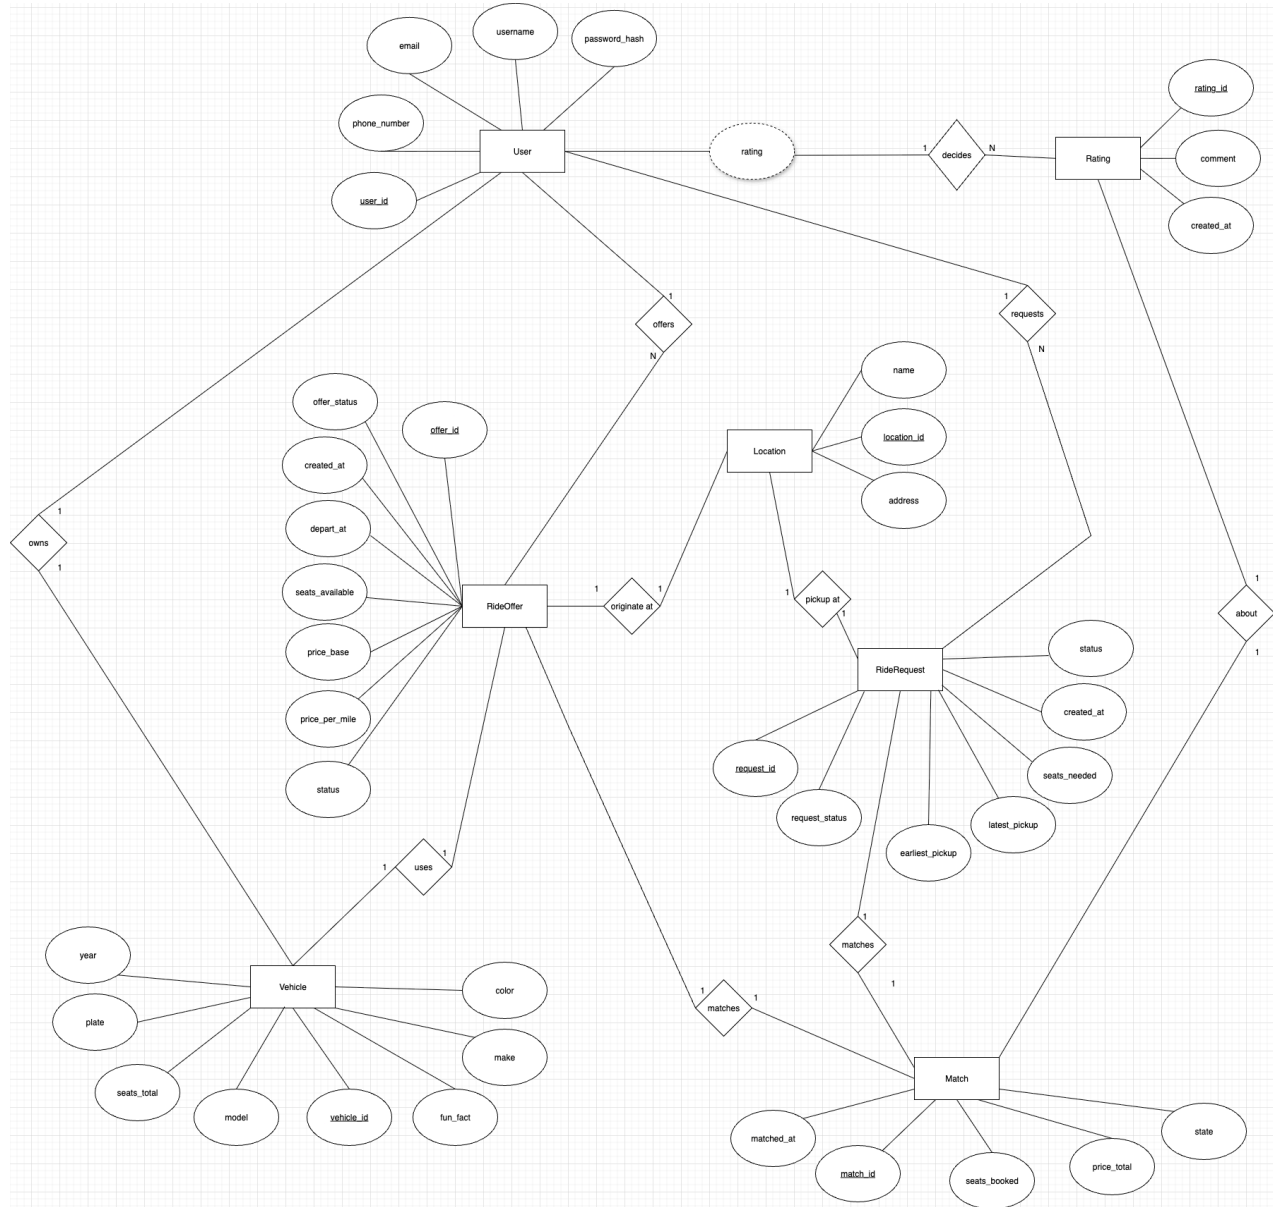 username
password_hash
email
rating_id
phone_number
User
rating
1
decides
N
Rating
comment
user_id
created_at
1
offers
N
1
requests
N
name
offer_status
offer_id
location_id
Location
created_at
address
depart_at
1
owns
1
seats_available
RideOffer
1
originate at
1
1
pickup at
1
1
about
1
price_base
status
RideRequest
price_per_mile
created_at
request_id
seats_needed
status
request_status
latest_pickup
earliest_pickup
1
uses
1
1
matches
1
year
Vehicle
color
1
matches
1
plate
make
Match
seats_total
model
vehicle_id
fun_fact
matched_at
state
match_id
seats_booked
price_total